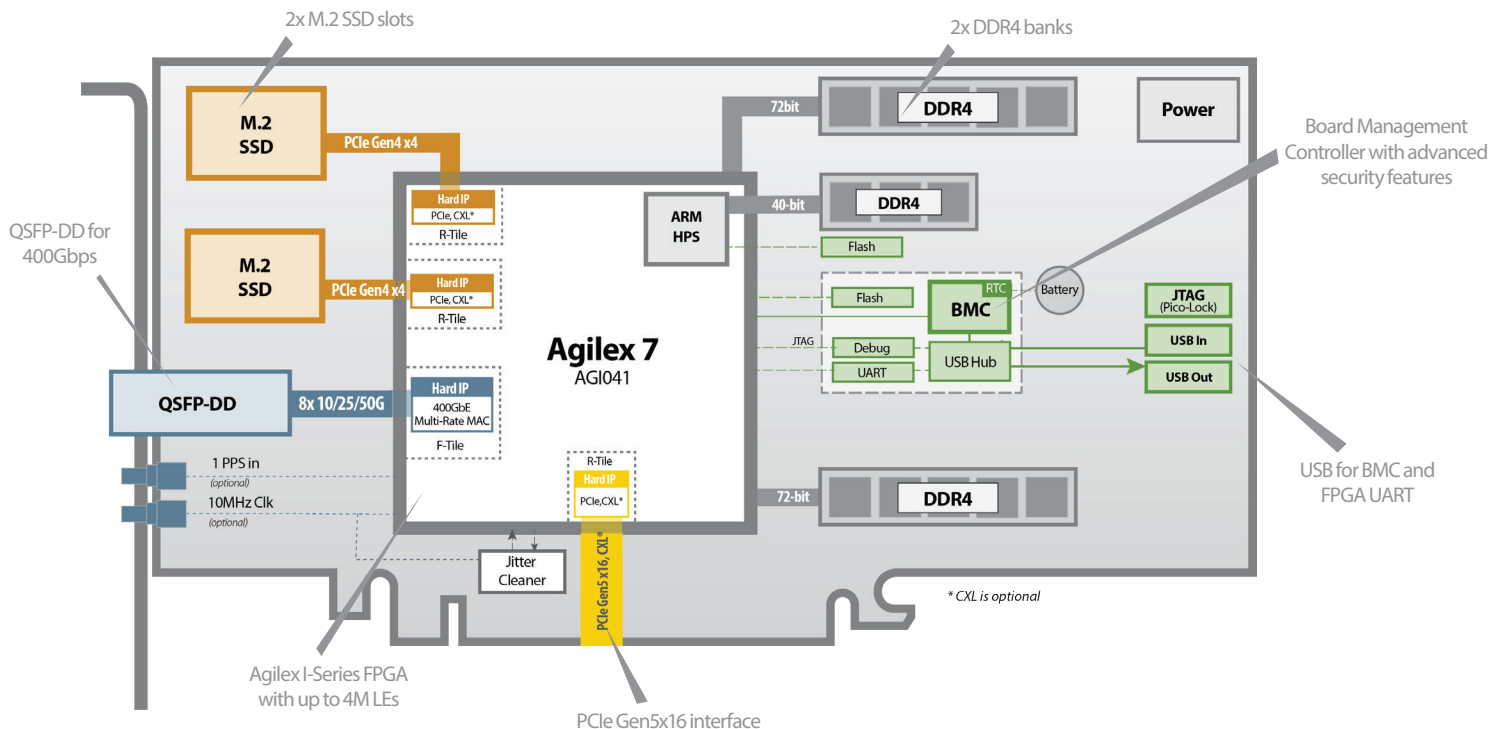 2x M.2 SSD slots
2x DDR4 banks
M.2
SSD
PCIe Gen4 x4
72bit
DDR4
Power
Board Management
Controller with advanced
security features
Hard IP
PCIe, CXL*
R-Tile
ARM
HPS
40-bit
DDR4
Flash
QSFP-DD for
400Gbps
M.2
SSD
PCIe Gen4 x4
Hard IP
PCIe, CXL*
R-Tile
Flash
RTC
BMC
Battery
JTAG
(Pico-Lock)
Agilex 7
AGI041
JTAG
Debug
UART
USB Hub
USB In
USB Out
QSFP-DD
8x 10/25/50G
Hard IP
400GbE
Multi-Rate MAC
F-Tile
1 PPS in
(optional)
10MHz Clk
(optional)
R-Tile
Hard IP
PCIe,CXL*
72-bit
DDR4
USB for BMC and
FPGA UART
Jitter
Cleaner
PCIe Gen5 x16, CXL*
* CXL is optional
Agilex I-Series FPGA
with up to 4M LEs
PCIe Gen5x16 interface